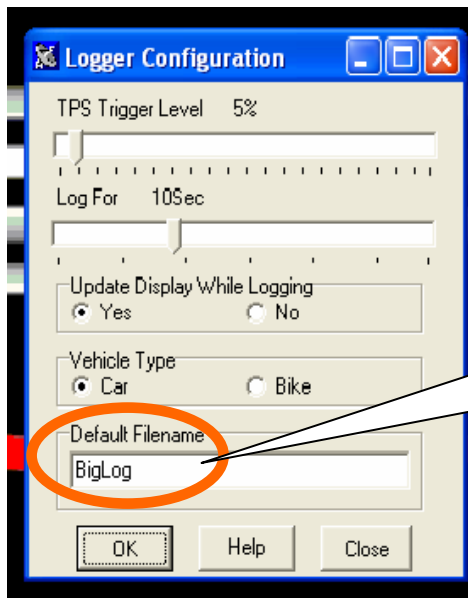 Logger Configuration
TPS Trigger Level 5%
Log For 10Sec
Update Display While Logging
Yes No
Vehicle Type
Car Bike
Default Filename
BigLog
OK Help Close